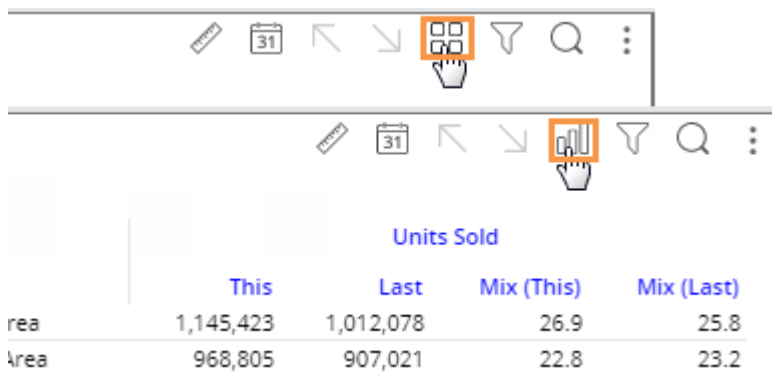 31
31
Units Sold
This Last Mix (This) Mix (Last)
rea 1,145,423 1,012,078 26.9 25.8
Area 968,805 907,021 22.8 23.2